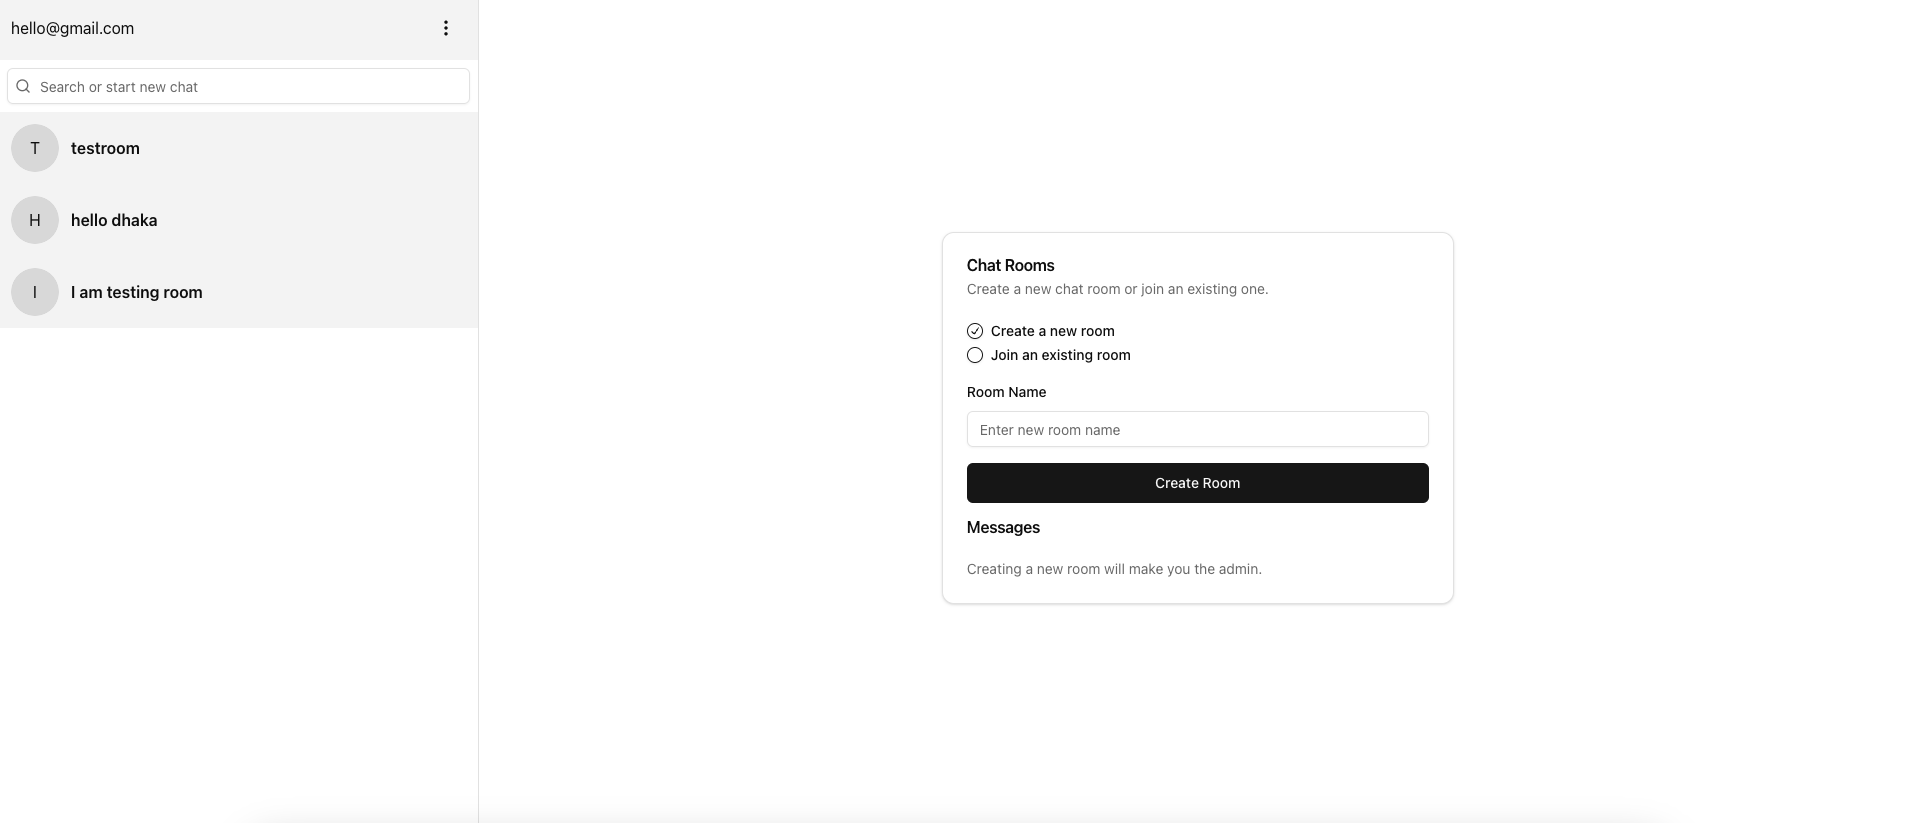 hello@gmail.com
Search or start new chat
T
testroom
H
hello dhaka
I
I am testing room
Chat Rooms
Create a new chat room or join an existing one.
Create a new room
Join an existing room
Room Name
Enter new room name
Create Room
Messages
Creating a new room will make you the admin.